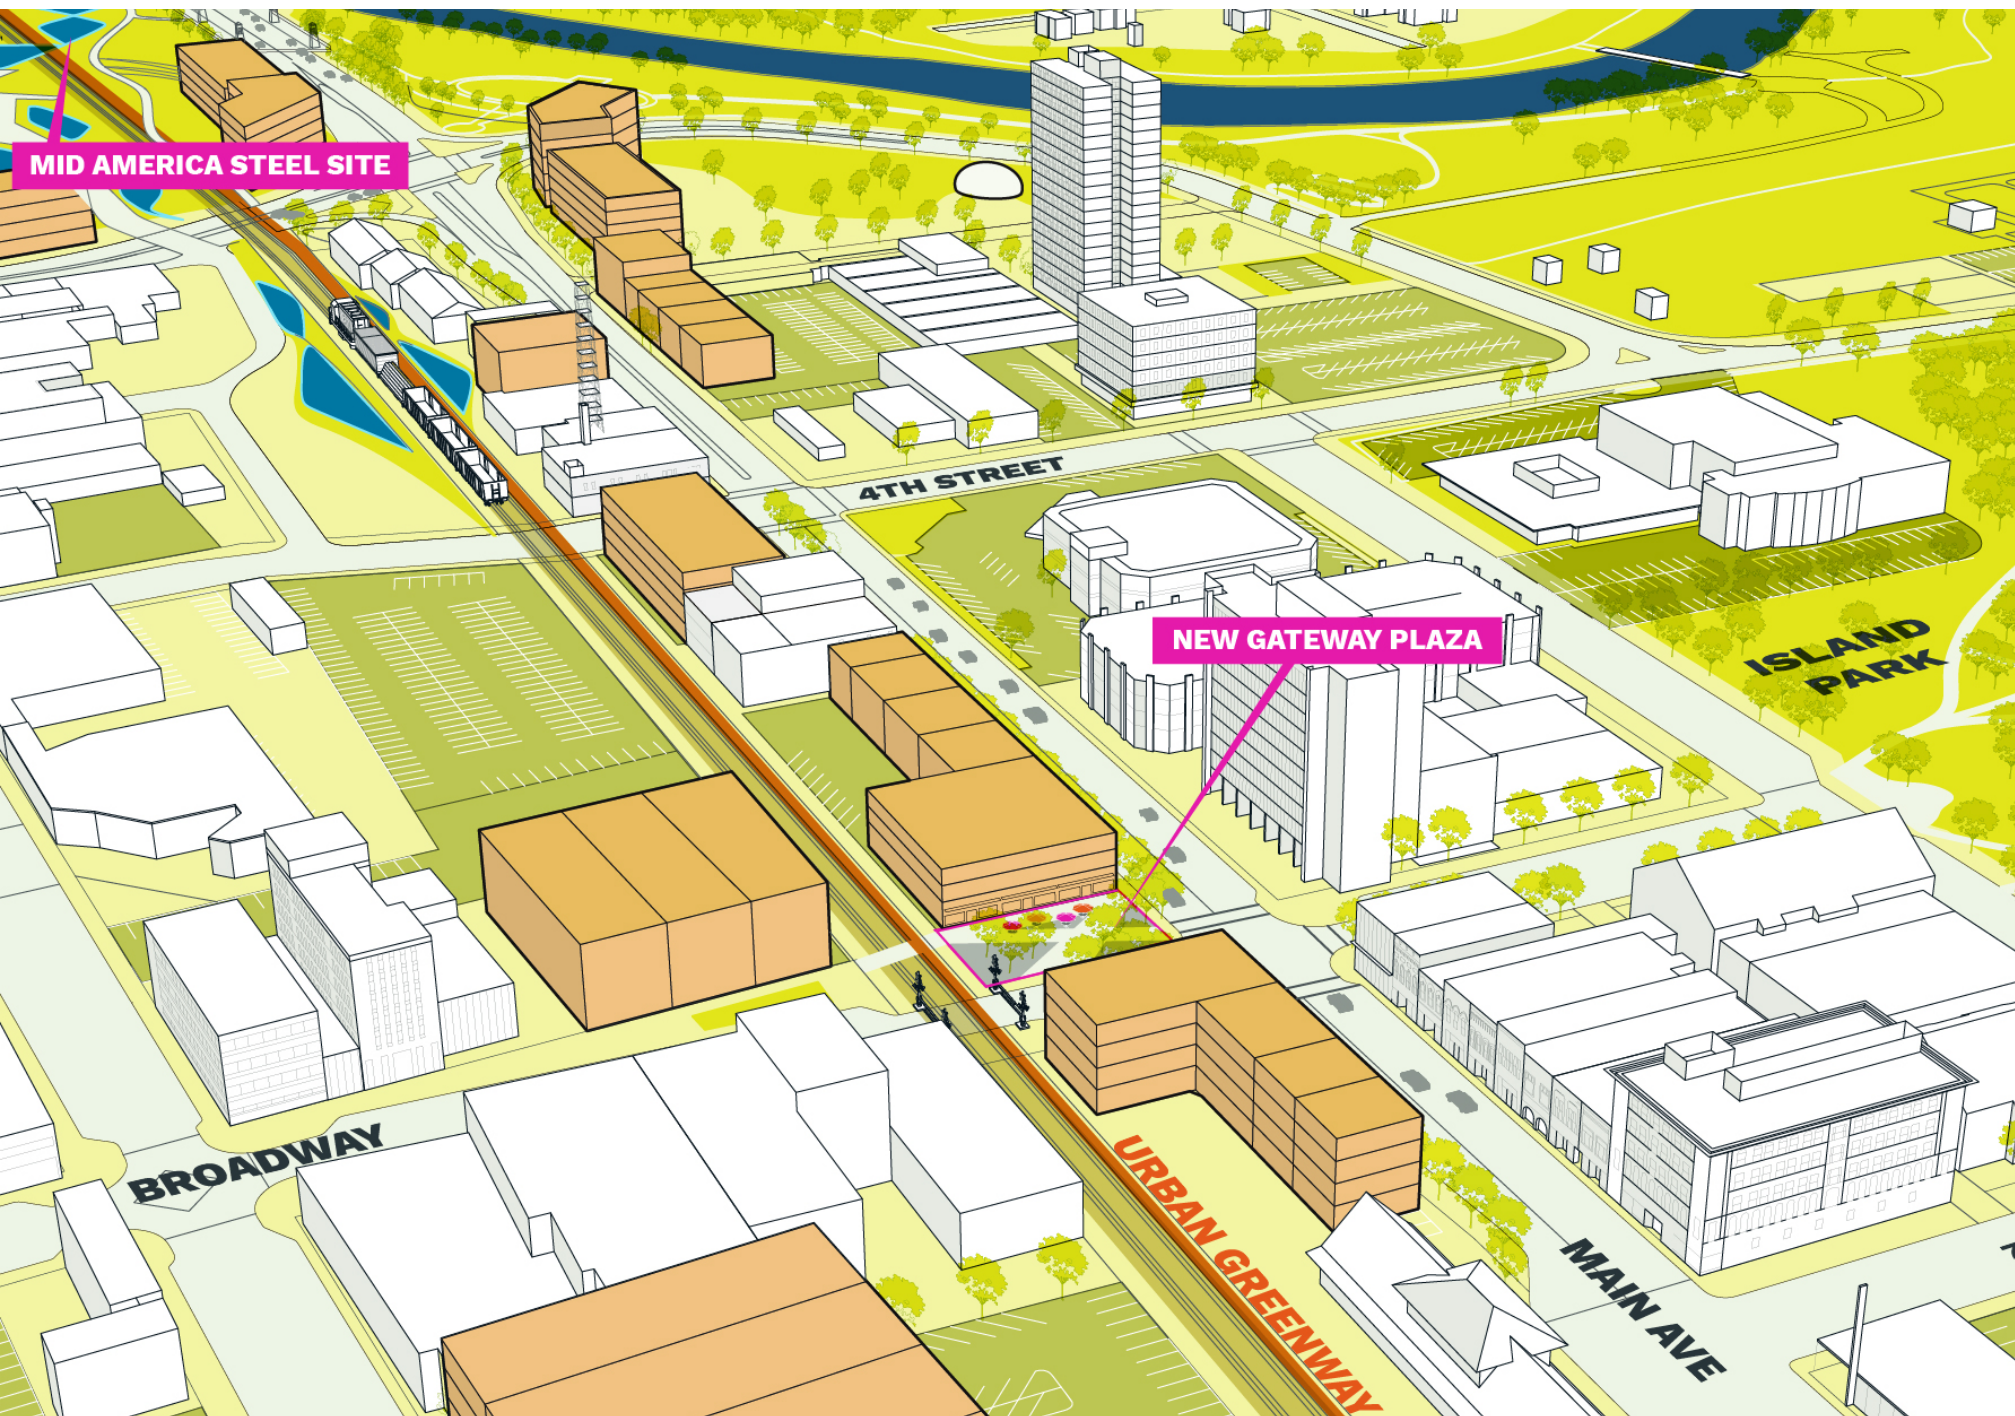 MID AMERICA STEEL SITE
4TH STREET
NEW GATEWAY PLAZA
ISLAND
PARK
BROADWAY
URBAN GREENWAY
MAIN AVE